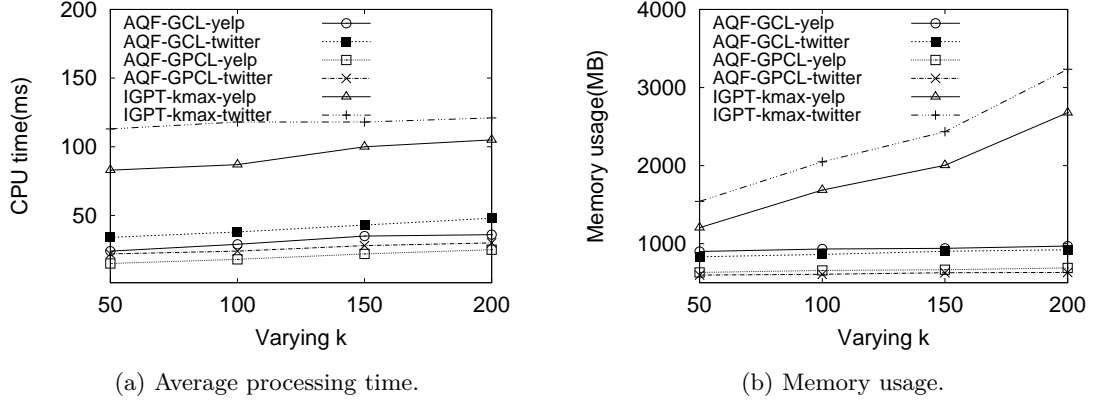 200
150
100
50
CPU time(ms)
AQF-GCL-yelp
AQF-GCL-twitter
AQF-GPCL-yelp
AQF-GPCL-twitter
IGPT-kmax-yelp
IGPT-kmax-twitter
50 100 150 200
Varying k
(a) Average processing time.
4000
3000
2000
1000
Memory usage(MB)
AQF-GCL-yelp
AQF-GCL-twitter
AQF-GPCL-yelp
AQF-GPCL-twitter
IGPT-kmax-yelp
IGPT-kmax-twitter
50 100 150 200
Varying k
(b) Memory usage.